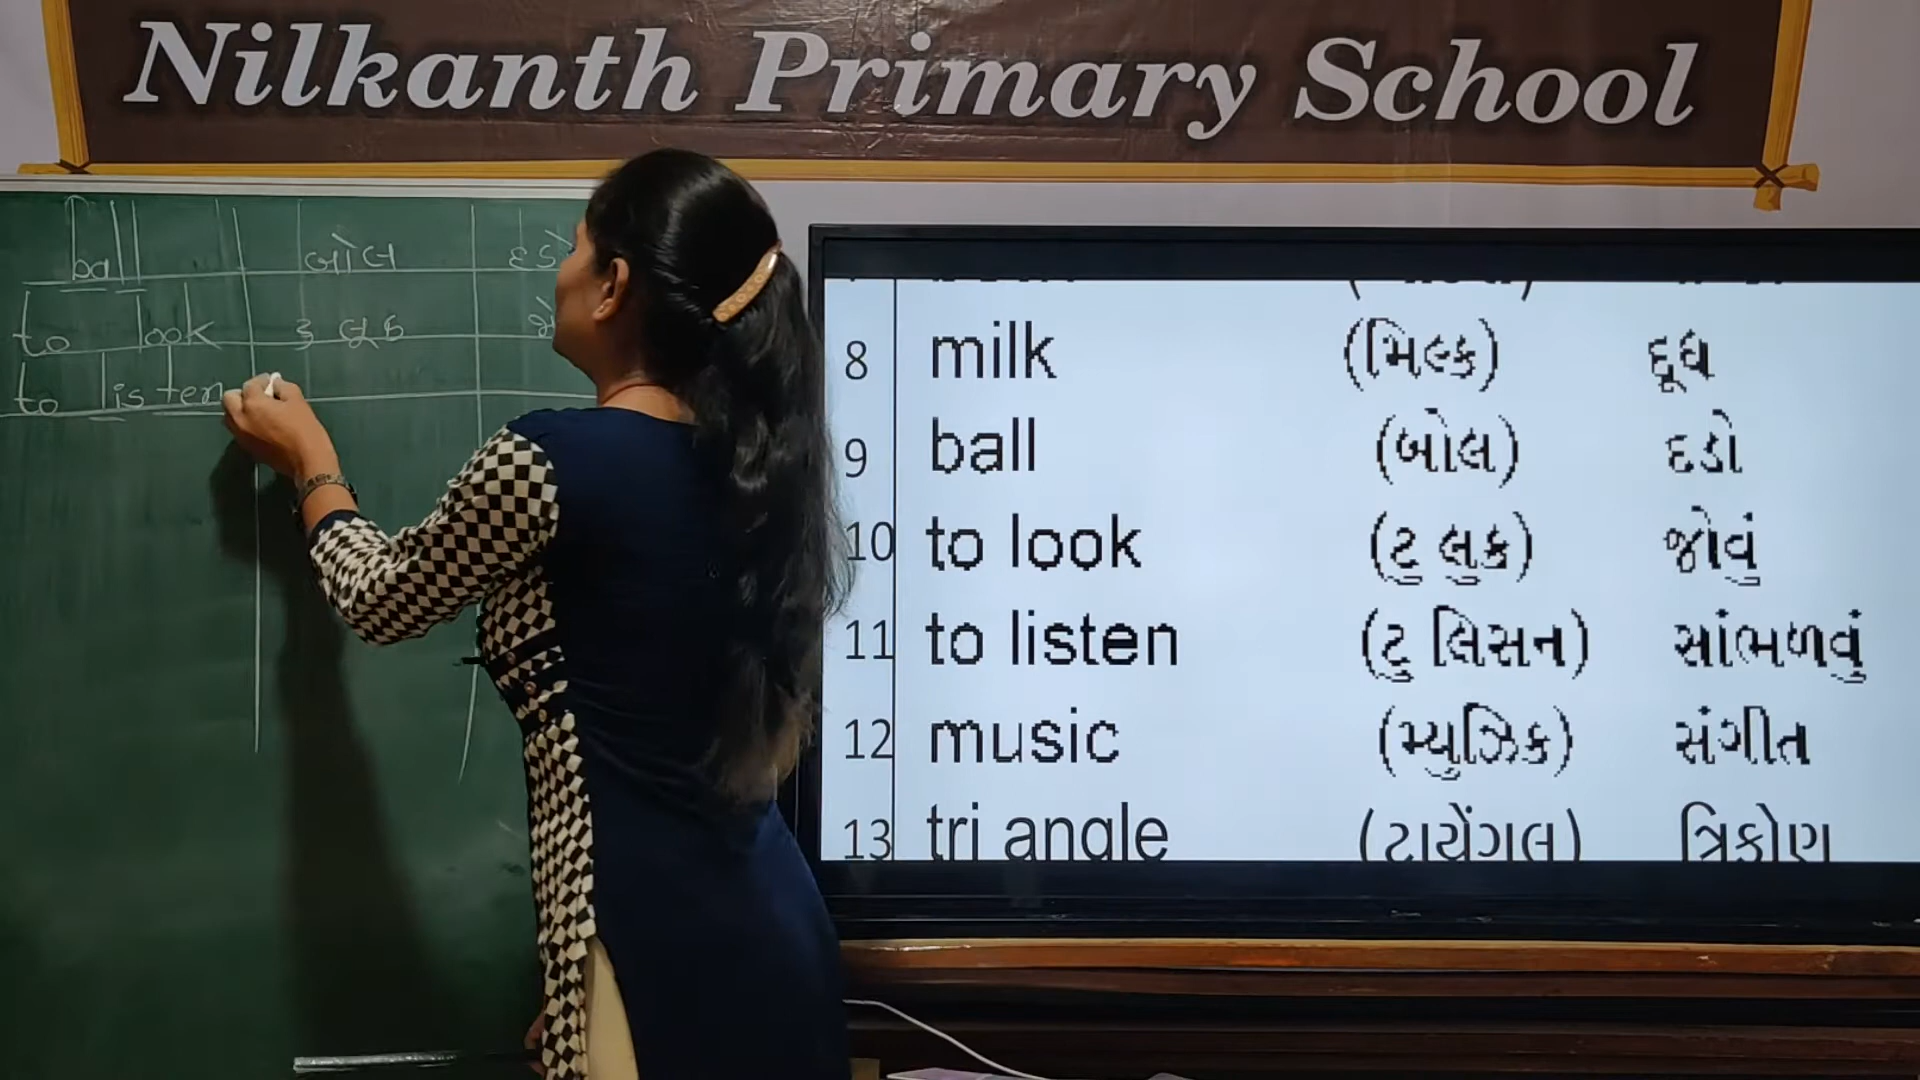 Nilkanth Primary School
ball બોલ
to look ટુ લુક
to listen
8 milk (મિલ્ક) દૂધ
9 ball (બોલ) દડો
10 to look (ટુ લુક) જોવું
11 to listen (ટુ લિસન) સાંભળવું
12 music (મ્યુઝિક) સંગીત
13 tri angle (ટાયેંગલ) ત્રિકોણ